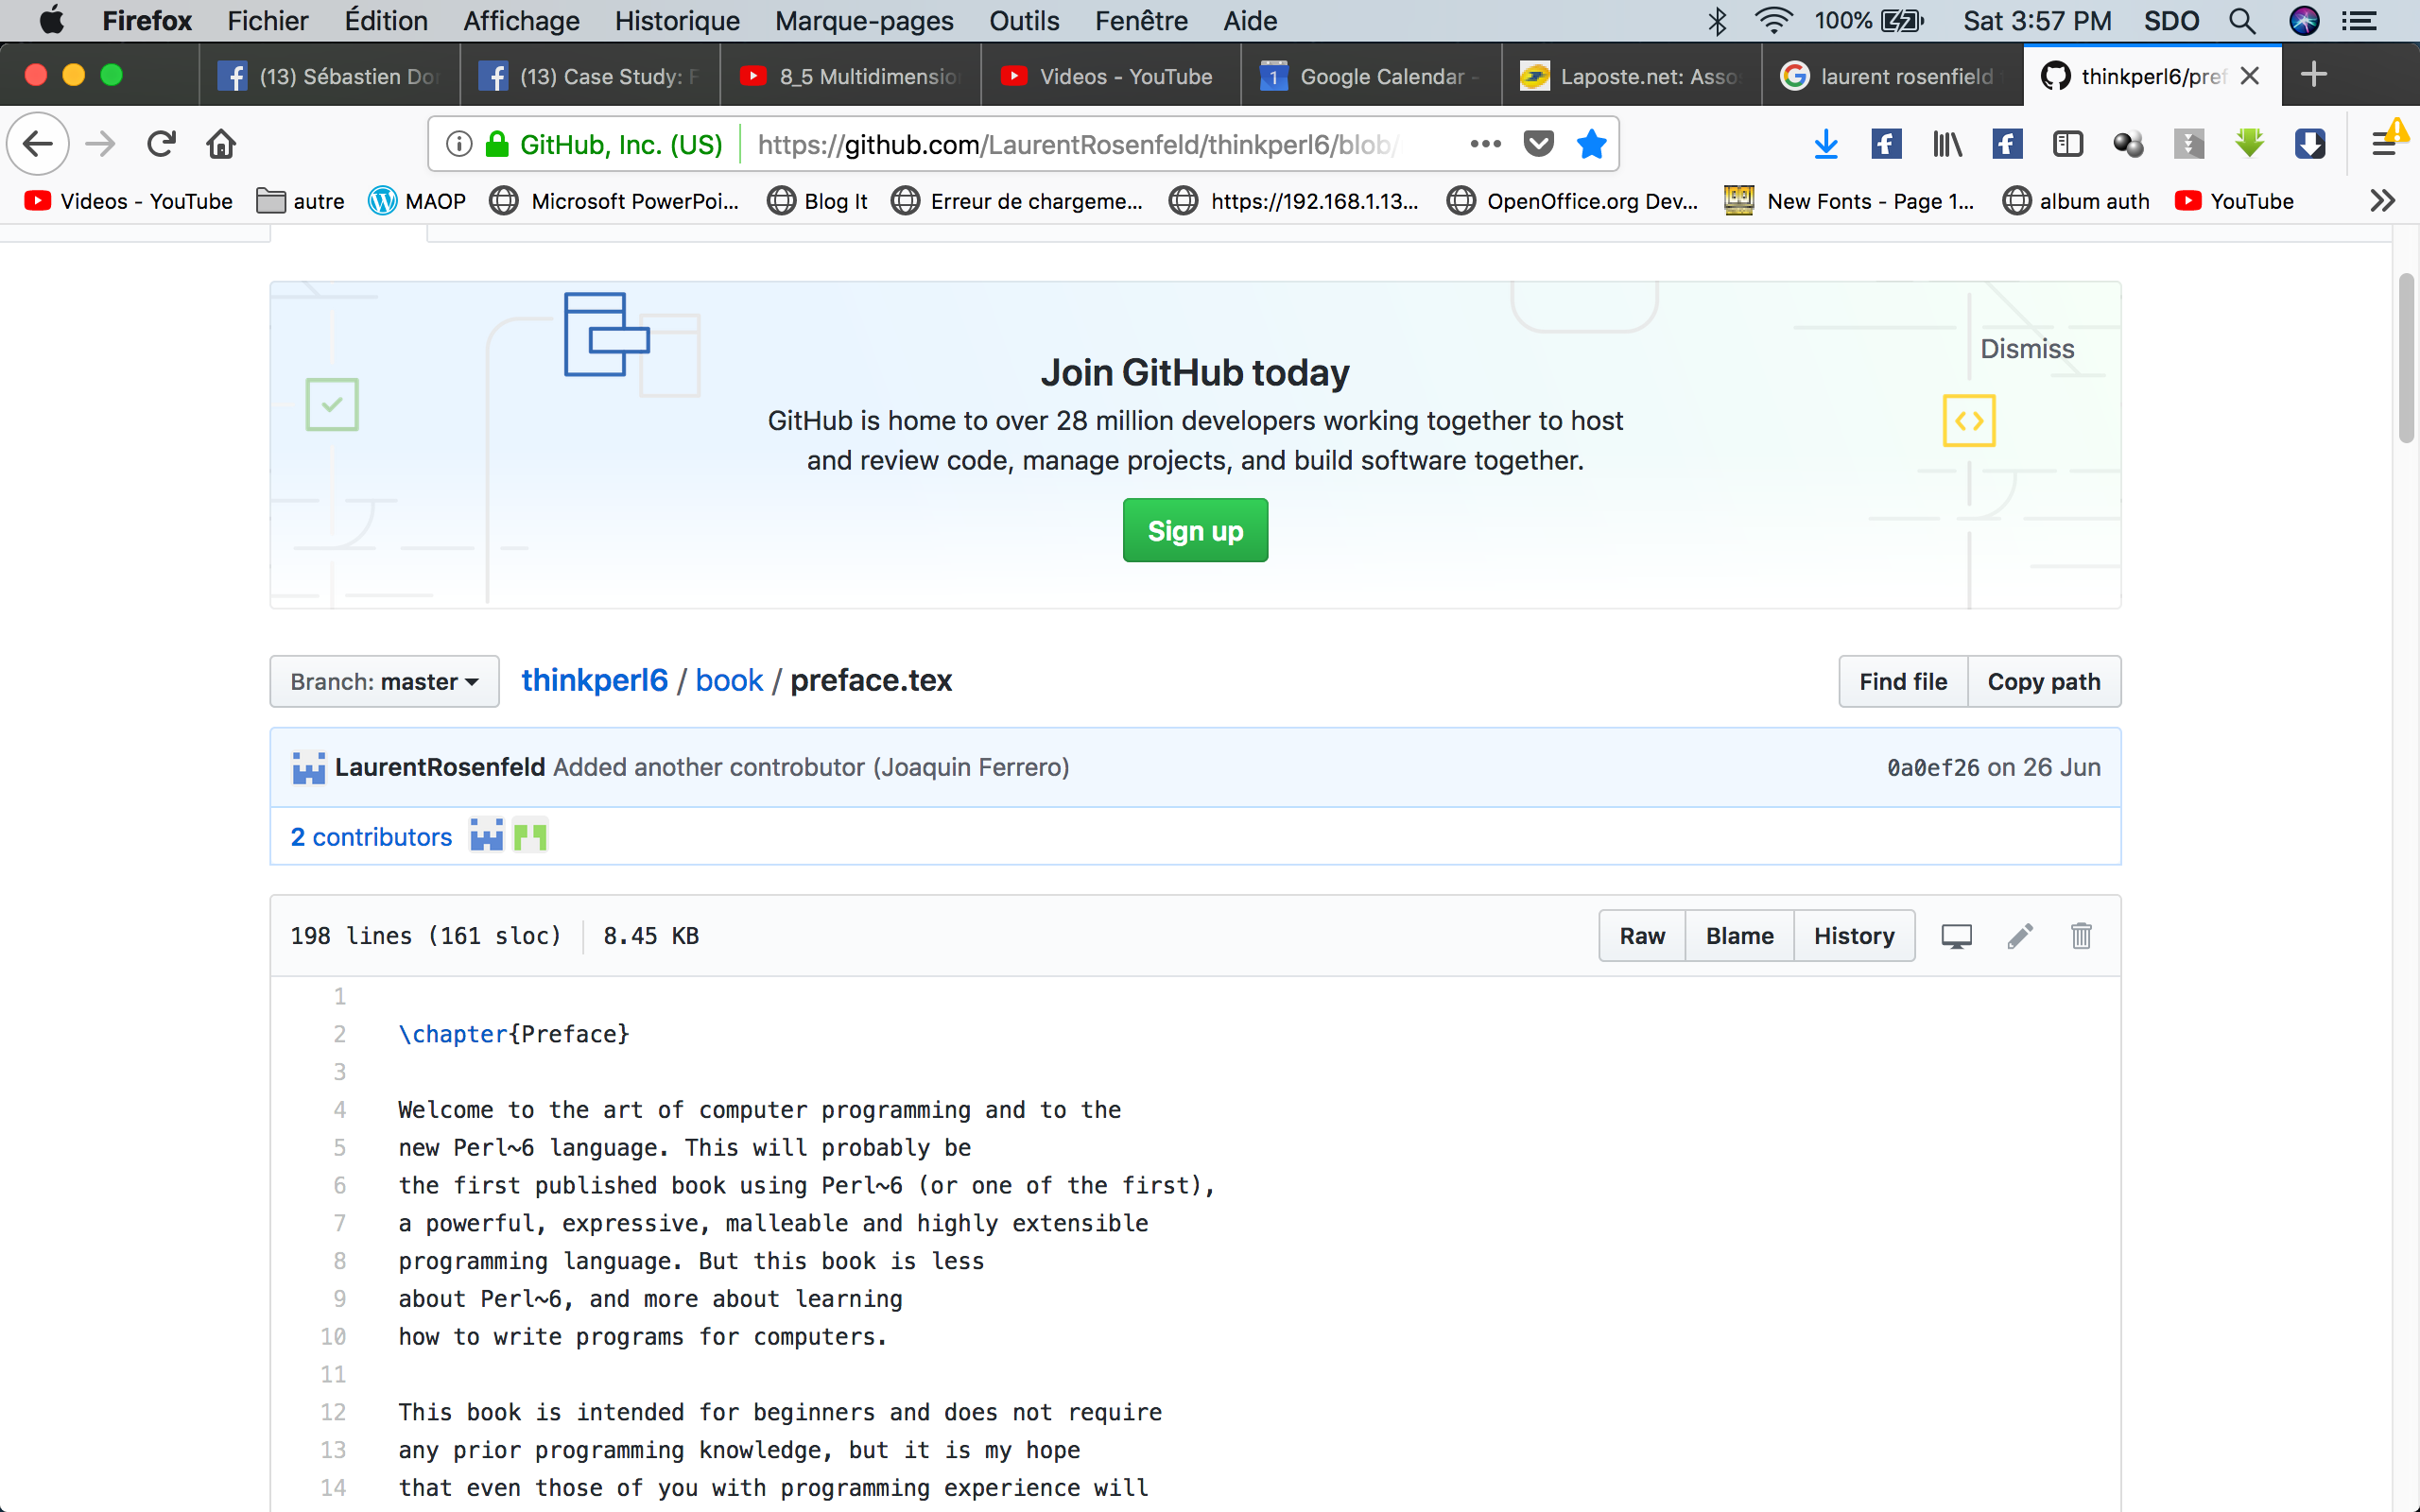 Firefox Fichier Édition Affichage Historique Marque-pages Outils Fenêtre Aide 100% Sat 3:57 PM SDO
(13) Sébastien Dor (13) Case Study: F 8_5 Multidimensio Videos - YouTube 1 Google Calendar - Laposte.net: Asso laurent rosenfield thinkperl6/pref
GitHub, Inc. (US) https://github.com/LaurentRosenfeld/thinkperl6/blob/
Videos - YouTube autre MAOP Microsoft PowerPoi... Blog It Erreur de chargeme... https://192.168.1.13... OpenOffice.org Dev... New Fonts - Page 1... album auth YouTube
Join GitHub today
Dismiss
GitHub is home to over 28 million developers working together to host
and review code, manage projects, and build software together.
Sign up
Branch: master thinkperl6 / book / preface.tex Find file Copy path
LaurentRosenfeld Added another controbutor (Joaquin Ferrero) 0a0ef26 on 26 Jun
2 contributors
198 lines (161 sloc) 8.45 KB Raw Blame History
1
2 \chapter{Preface}
3
4 Welcome to the art of computer programming and to the
5 new Perl~6 language. This will probably be
6 the first published book using Perl~6 (or one of the first),
7 a powerful, expressive, malleable and highly extensible
8 programming language. But this book is less
9 about Perl~6, and more about learning
10 how to write programs for computers.
11
12 This book is intended for beginners and does not require
13 any prior programming knowledge, but it is my hope
14 that even those of you with programming experience will